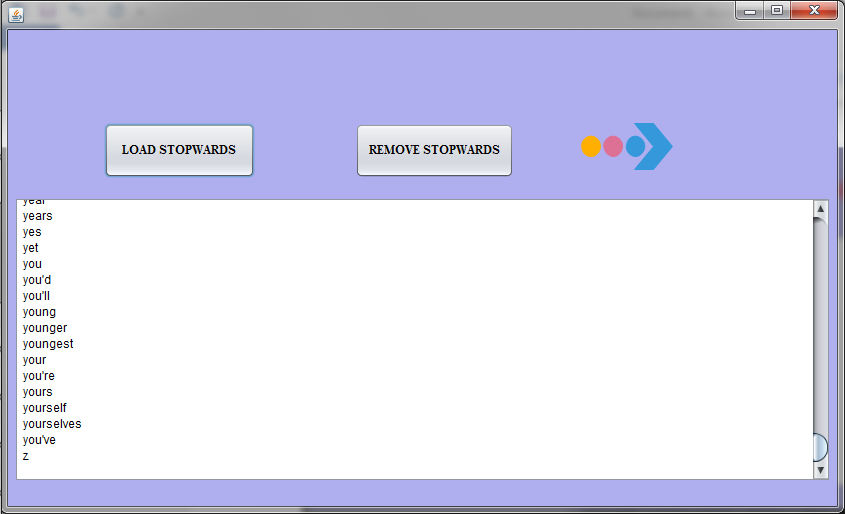 LOAD STOPWARDS
REMOVE STOPWARDS
year
years
yes
yet
you
you'd
you'll
young
younger
youngest
your
you're
yours
yourself
yourselves
you've
z